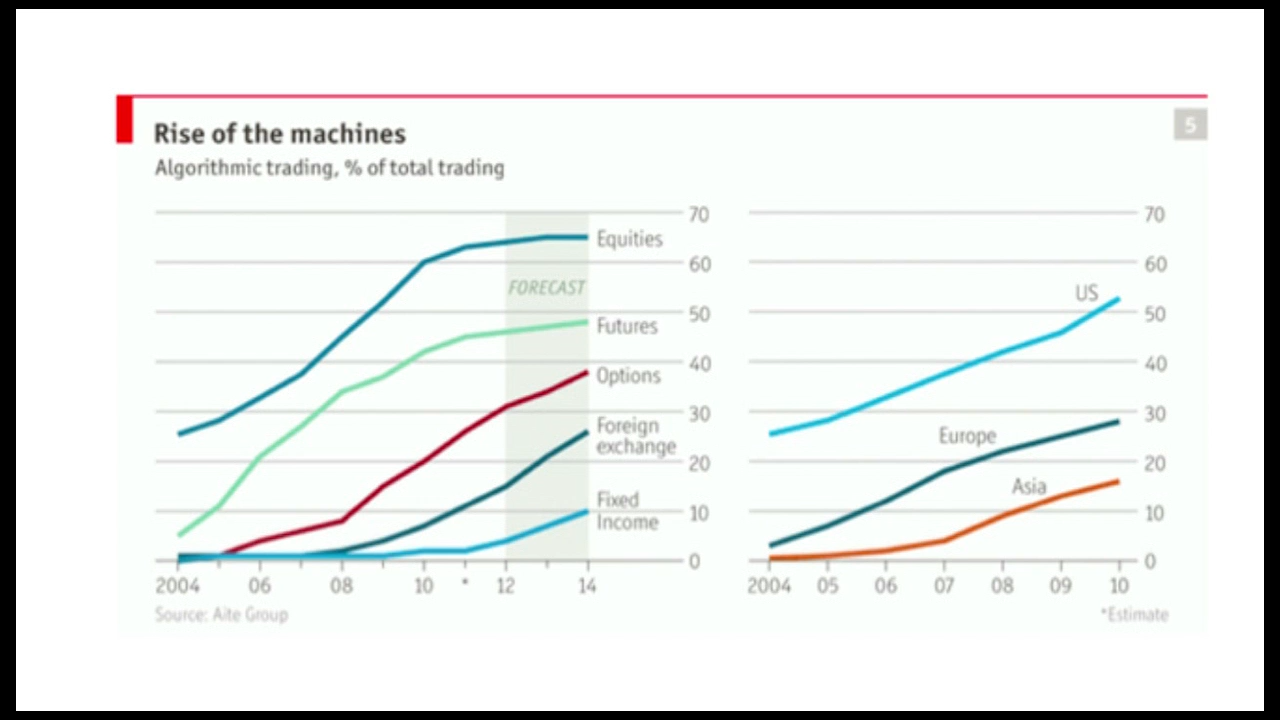 Rise of the machines
5
Algorithmic trading, % of total trading
70
60
50
40
30
20
10
0
Equities
FORECAST
Futures
Options
Foreign
exchange
Fixed
Income
2004 06 08 10 * 12 14
Source: Aite Group
70
60
50
40
30
20
10
0
US
Europe
Asia
2004 05 06 07 08 09 10
*Estimate